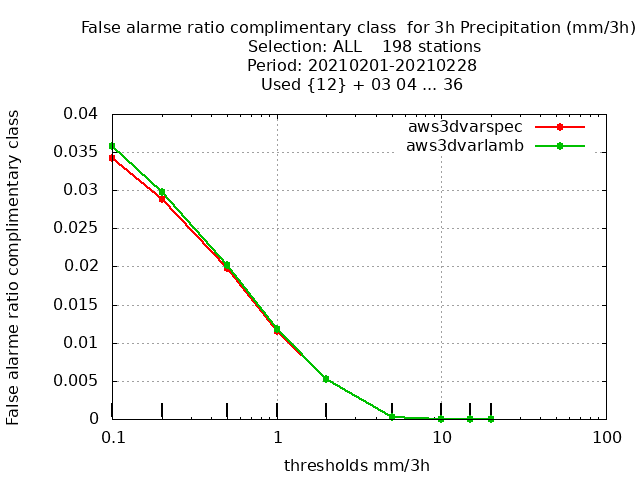 False alarme ratio complimentary class  for 3h Precipitation (mm/3h)
Selection: ALL    198 stations
Period: 20210201-20210228
Used {12} + 03 04 ... 36
False alarme ratio complimentary class
aws3dvarspec
aws3dvarlamb
0.04
0.035
0.03
0.025
0.02
0.015
0.01
0.005
0
0.1 1 10 100
thresholds mm/3h